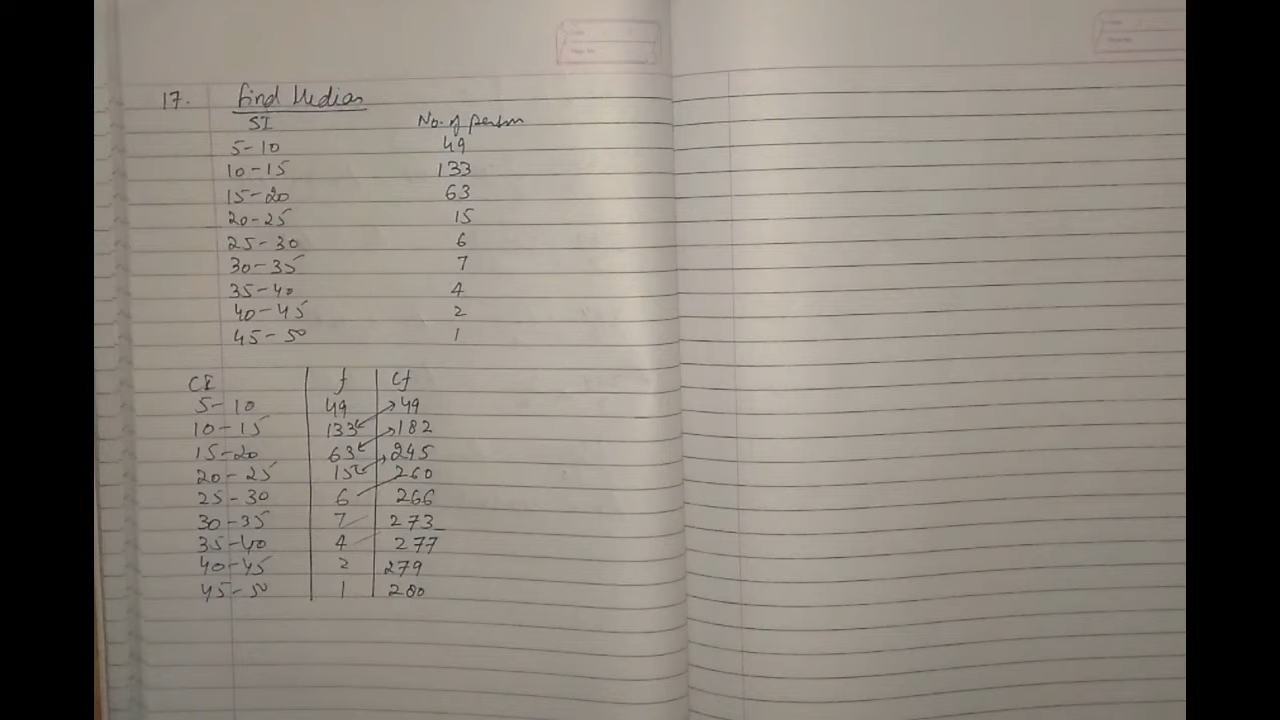 17. Find Median
SI No. of person
5-10 49
10-15 133
15-20 63
20-25 15
25-30 6
30-35 7
35-40 4
40-45 2
45-50 1
CI f Cf
5-10 49 49
10-15 133 182
15-20 63 245
20-25 15 260
25-30 6 266
30-35 7 273
35-40 4 277
40-45 2 279
45-50 1 280